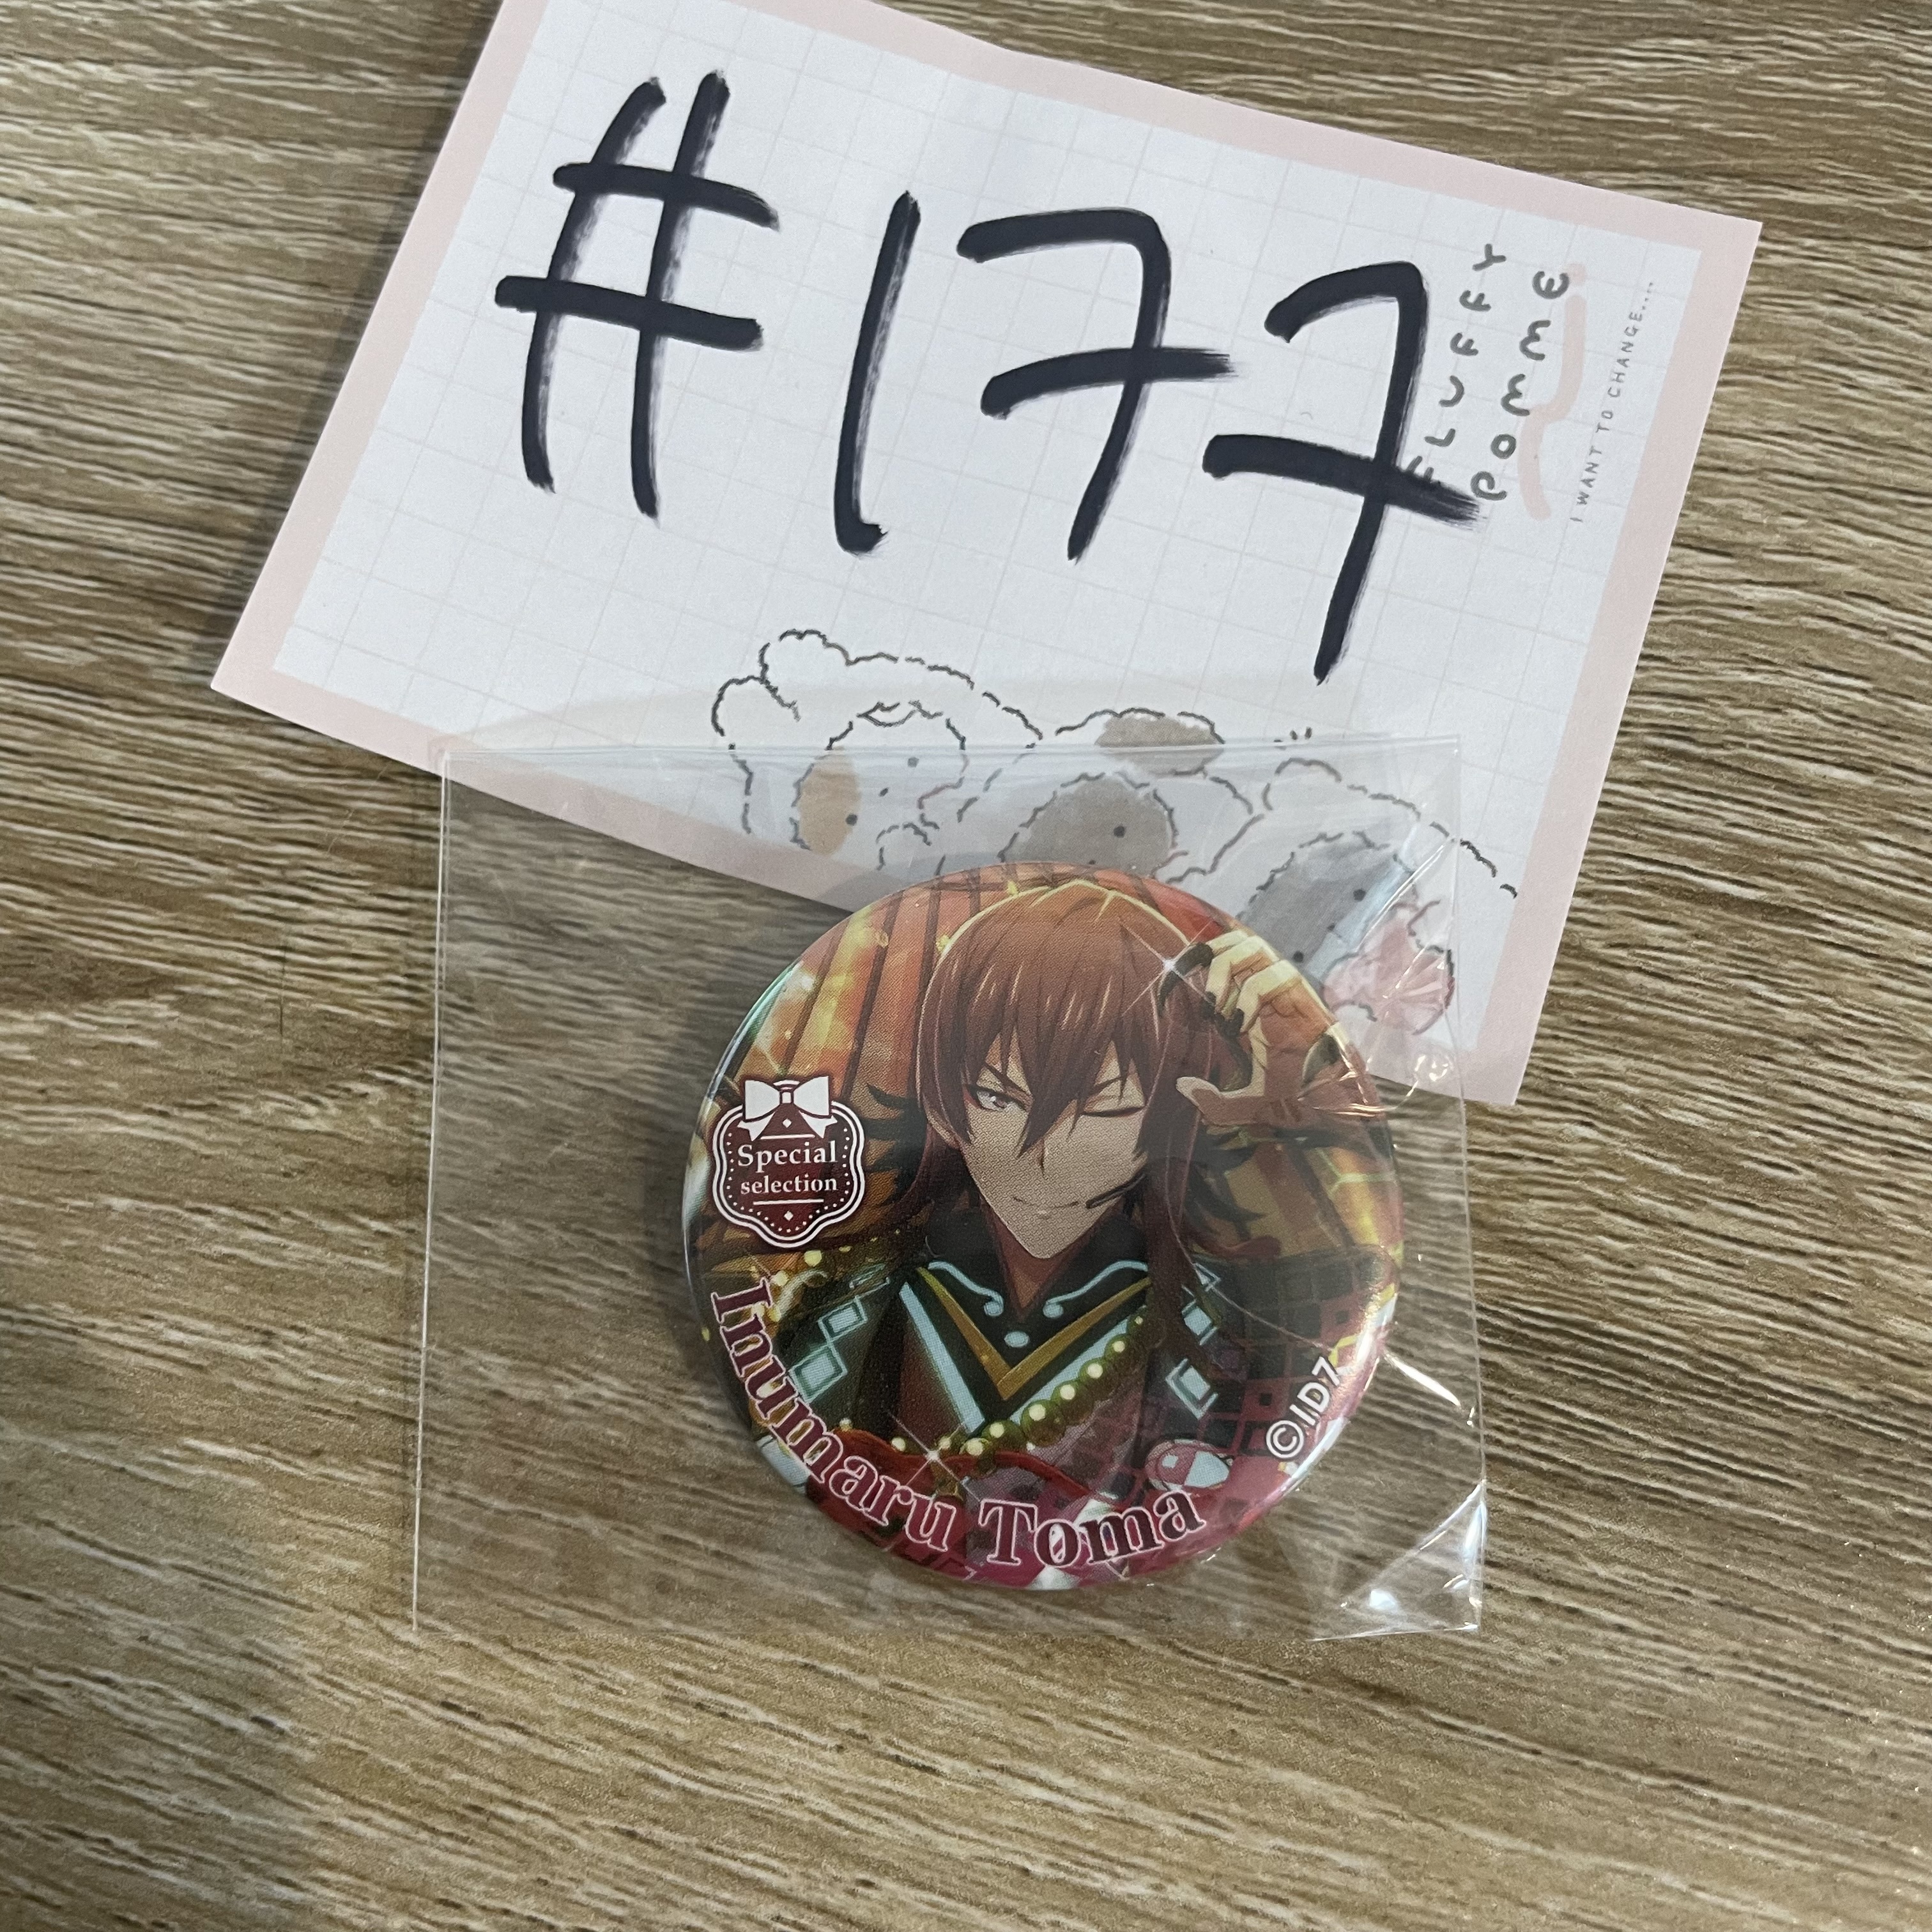 #177
FLUFFY
POMME
I WANT TO CHANGE....
Special
selection
Inumaru Toma
©ID7